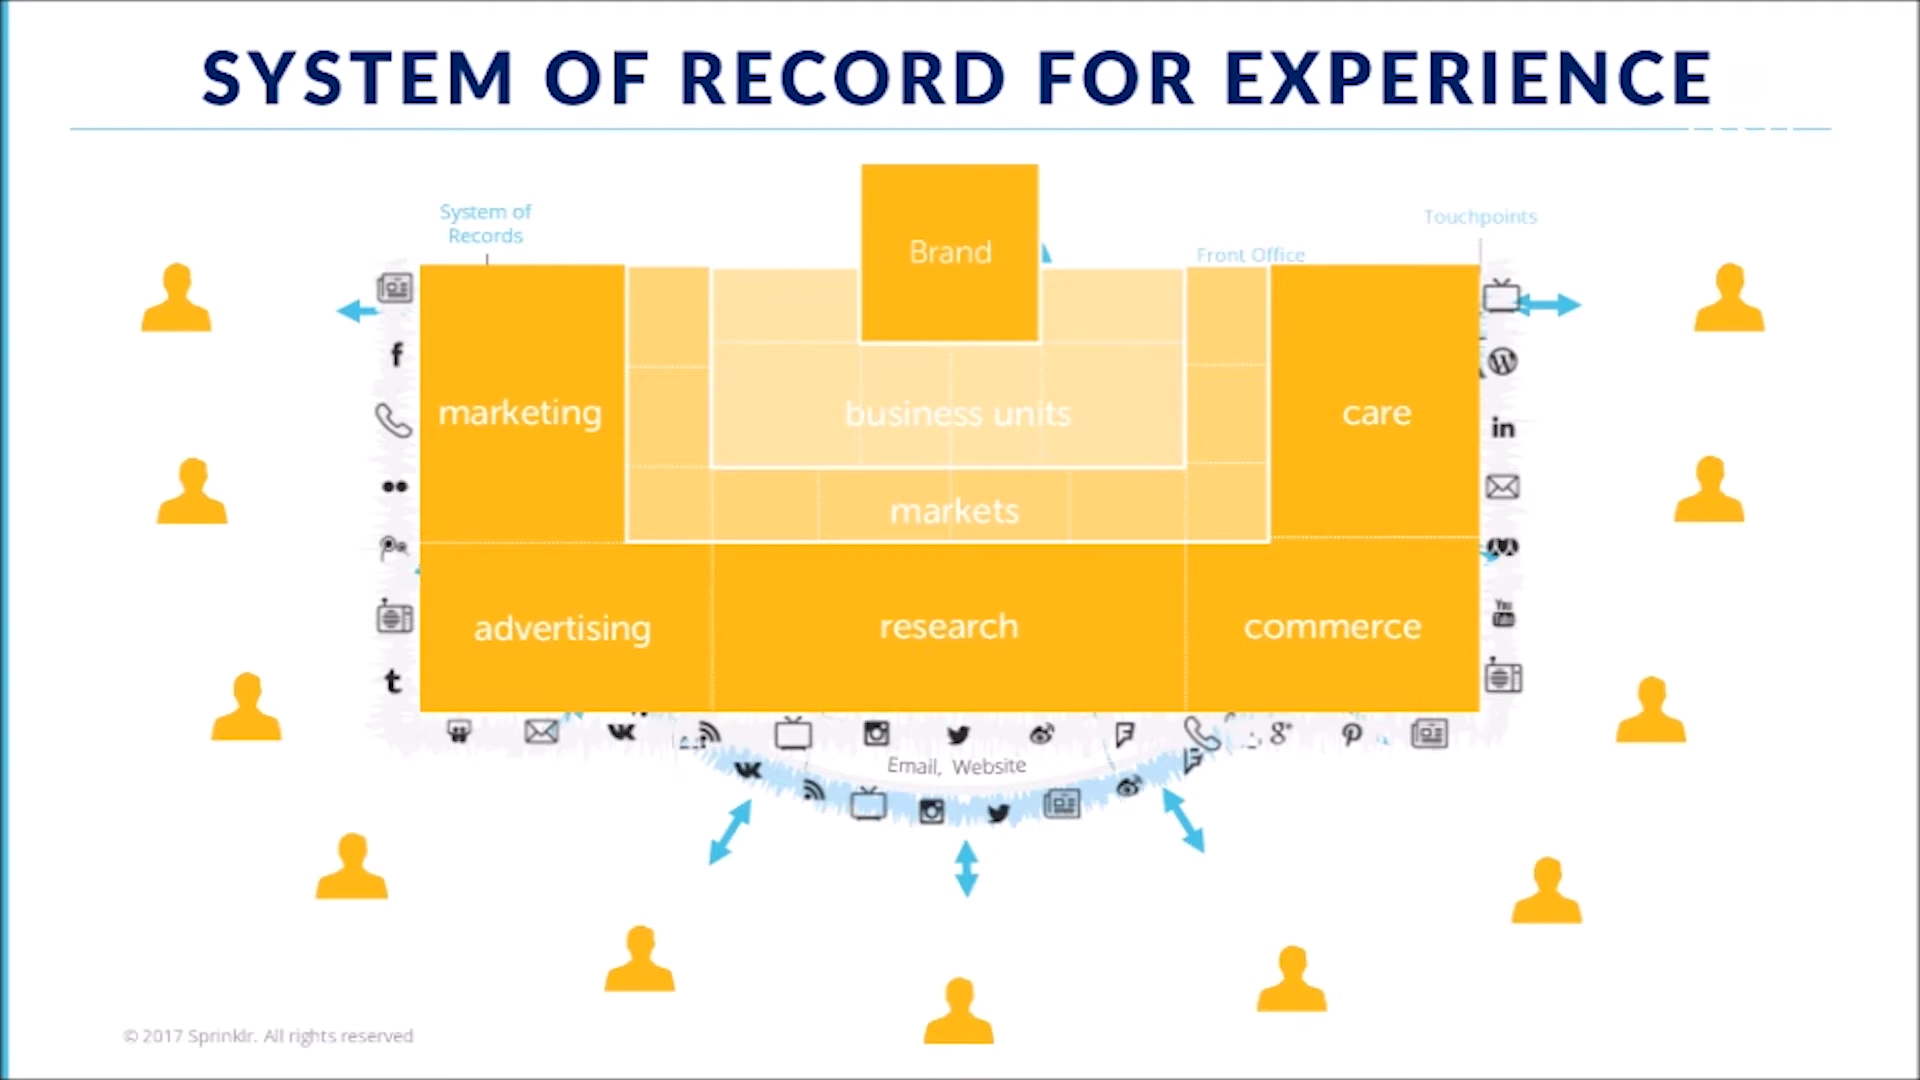 SYSTEM OF RECORD FOR EXPERIENCE
System of
Records
Touchpoints
Front Office
Brand
marketing
business units
care
markets
advertising
research
commerce
Email, Website
© 2017 Sprinklr. All rights reserved